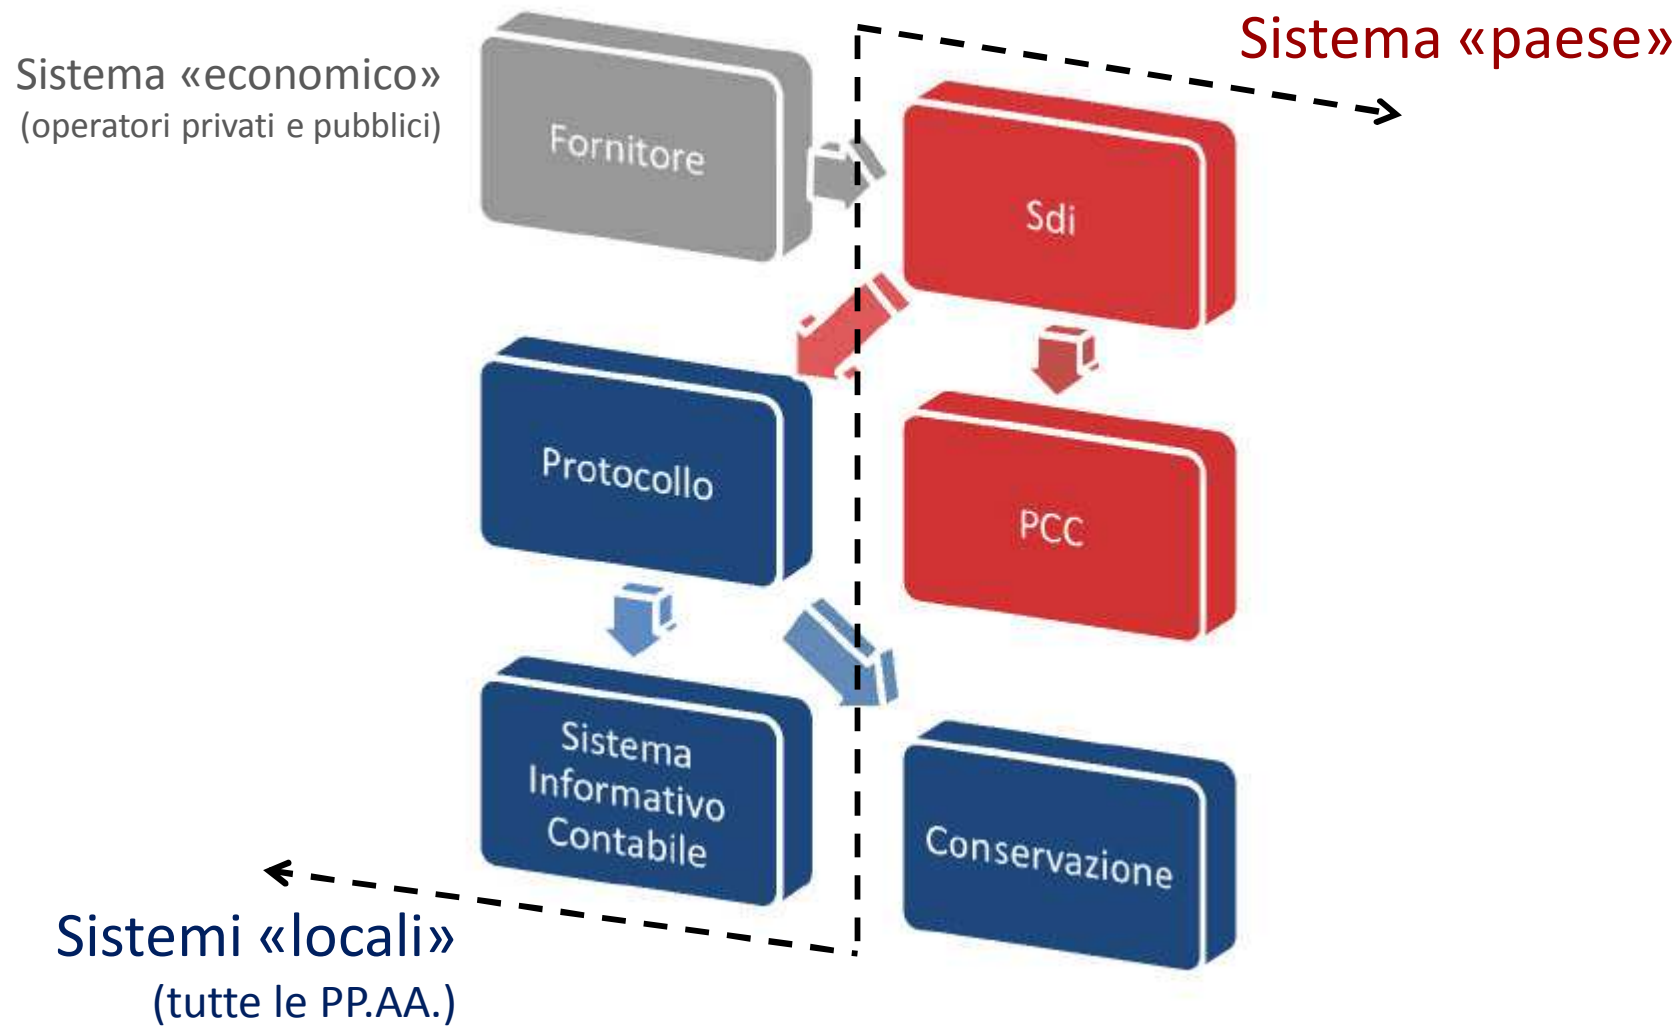 Sistema «paese»
Sistema «economico»
(operatori privati e pubblici)
Fornitore
Sdi
Protocollo
PCC
Sistema
Informativo
Contabile
Conservazione
Sistemi «locali»
(tutte le PP.AA.)